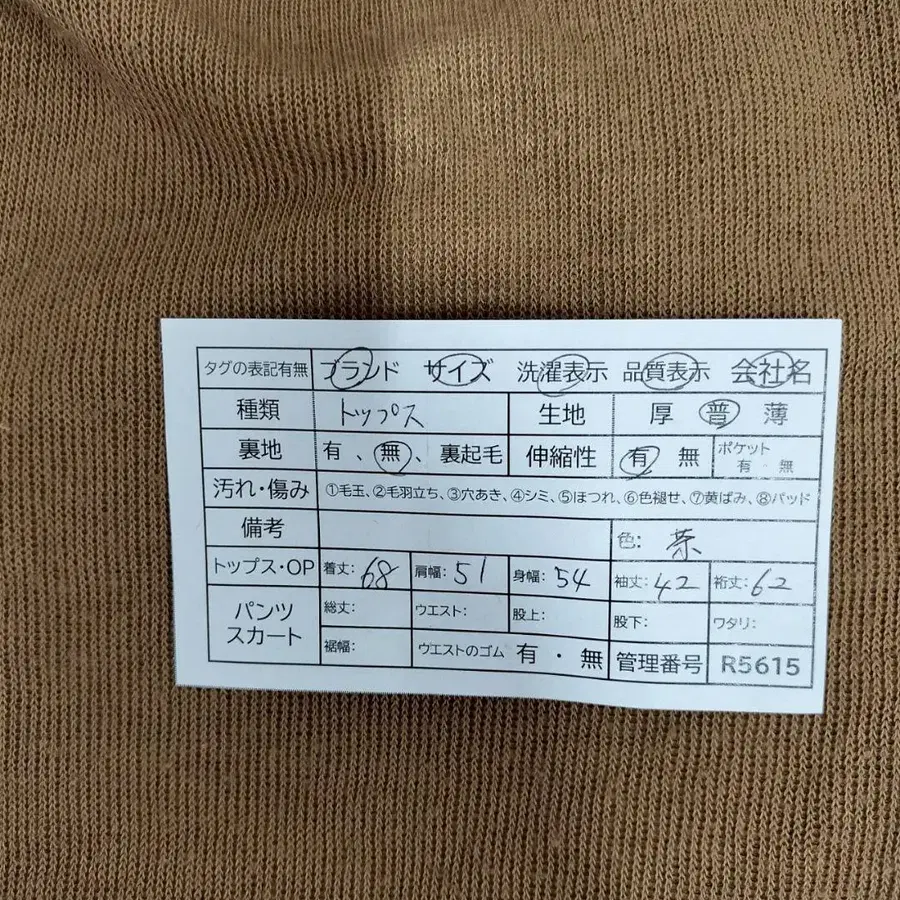 タグの表記有無 ブランド サイズ 洗濯表示 品質表示 会社名
種類 トップス 生地 厚 普 薄
裏地 有 、無 、裏起毛 伸縮性 有 無 ポケット 有 ・ 無
汚れ・傷み ①毛玉、②毛羽立ち、③穴あき、④シミ、⑤ほつれ、⑥色褪せ、⑦黄ばみ、⑧パッド
備考 色: 茶
トップス・OP 着丈: 68 肩幅: 51 身幅: 54 袖丈: 42 裄丈: 62
パンツ スカート 総丈: ウエスト: 股上: 股下: ワタリ:
裾幅: ウエストのゴム 有 ・ 無 管理番号 R5615